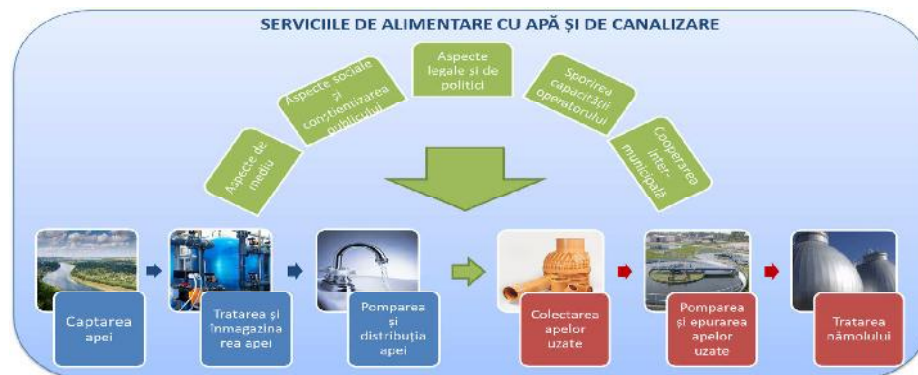 SERVICIILE DE ALIMENTARE CU APĂ ȘI DE CANALIZARE
Aspecte de
mediu
Aspecte sociale
și
conștiemizarea
publicului
Aspecte
legale și de
politici
Sporirea
capacității
operatorului
Cooperarea
inter-
municipală
Captarea
apei
Tratarea și
înmagazina
rea apei
Pomparea
și
distribuția
apei
Colectarea
apelor
uzate
Pomparea
și epurarea
apelor
uzate
Tratarea
nămolului